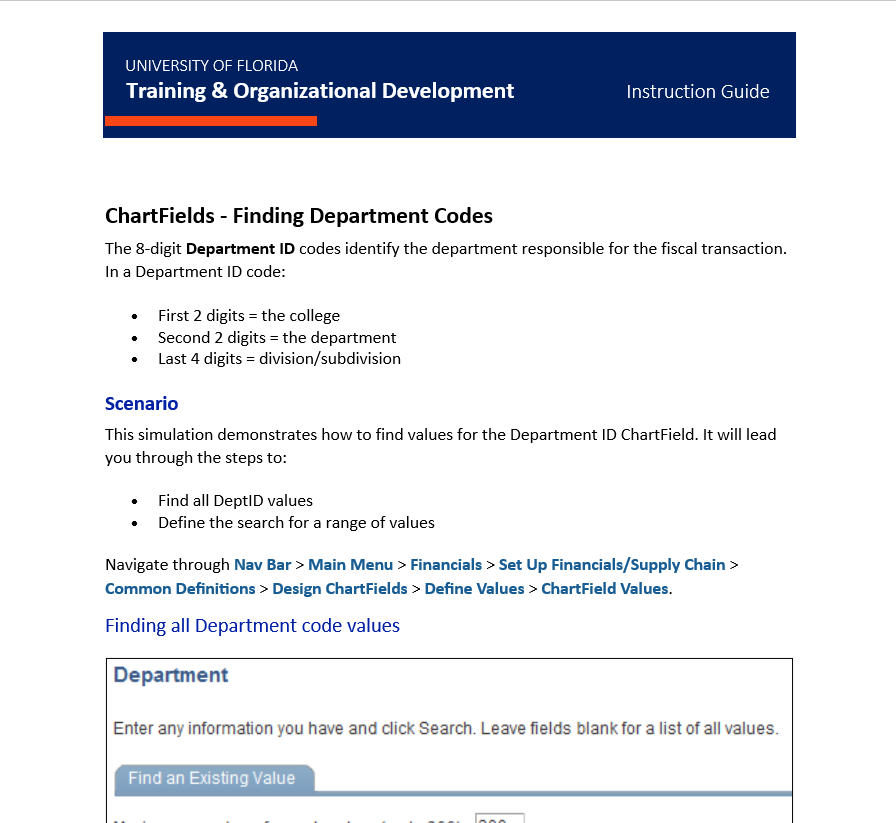 UNIVERSITY OF FLORIDA
Training & Organizational Development
Instruction Guide
ChartFields - Finding Department Codes
The 8-digit Department ID codes identify the department responsible for the fiscal transaction.
In a Department ID code:
• First 2 digits = the college
• Second 2 digits = the department
• Last 4 digits = division/subdivision
Scenario
This simulation demonstrates how to find values for the Department ID ChartField. It will lead
you through the steps to:
• Find all DeptID values
• Define the search for a range of values
Navigate through Nav Bar > Main Menu > Financials > Set Up Financials/Supply Chain >
Common Definitions > Design ChartFields > Define Values > ChartField Values.
Finding all Department code values
Department
Enter any information you have and click Search. Leave fields blank for a list of all values.
Find an Existing Value